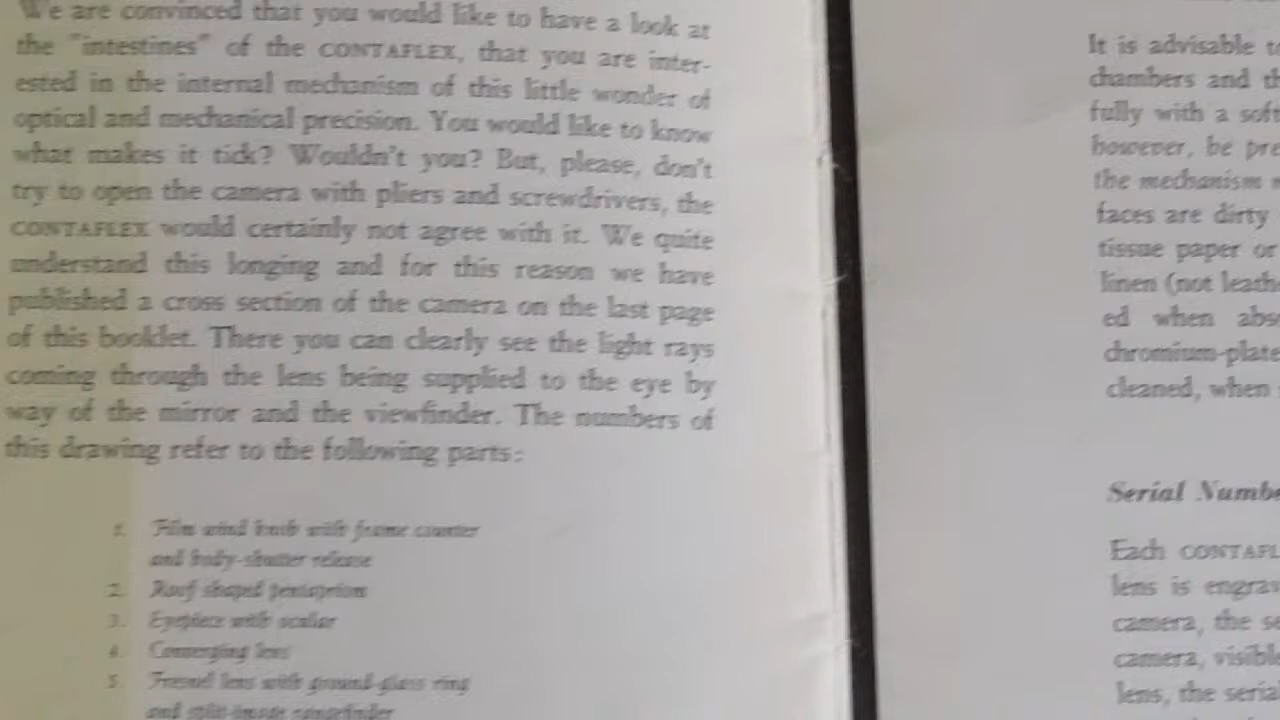 We are convinced that you would like to have a look at
the "intestines" of the CONTAFLEX, that you are inter-
ested in the internal mechanism of this little wonder of
optical and mechanical precision. You would like to know
what makes it tick? Wouldn't you? But, please, don't
try to open the camera with pliers and screwdrivers, the
CONTAFLEX would certainly not agree with it. We quite
understand this longing and for this reason we have
published a cross section of the camera on the last page
of this booklet. There you can clearly see the light rays
coming through the lens being supplied to the eye by
way of the mirror and the viewfinder. The numbers of
this drawing refer to the following parts:
1. Film wind knob with frame counter
and body-shutter release
2. Roof shaped pentaprism
3. Eyepiece with ocular
4. Converging lens
5. Fresnel lens with ground-glass ring
and split-image rangefinder
It is advisable to
chambers and th
fully with a soft
however, be pre
the mechanism
faces are dirty
tissue paper or
linen (not leath
ed when abso
chromium-plate
cleaned, when
Serial Numbe
Each CONTAFL
lens is engrav
camera, the se
camera, visible
lens, the serial